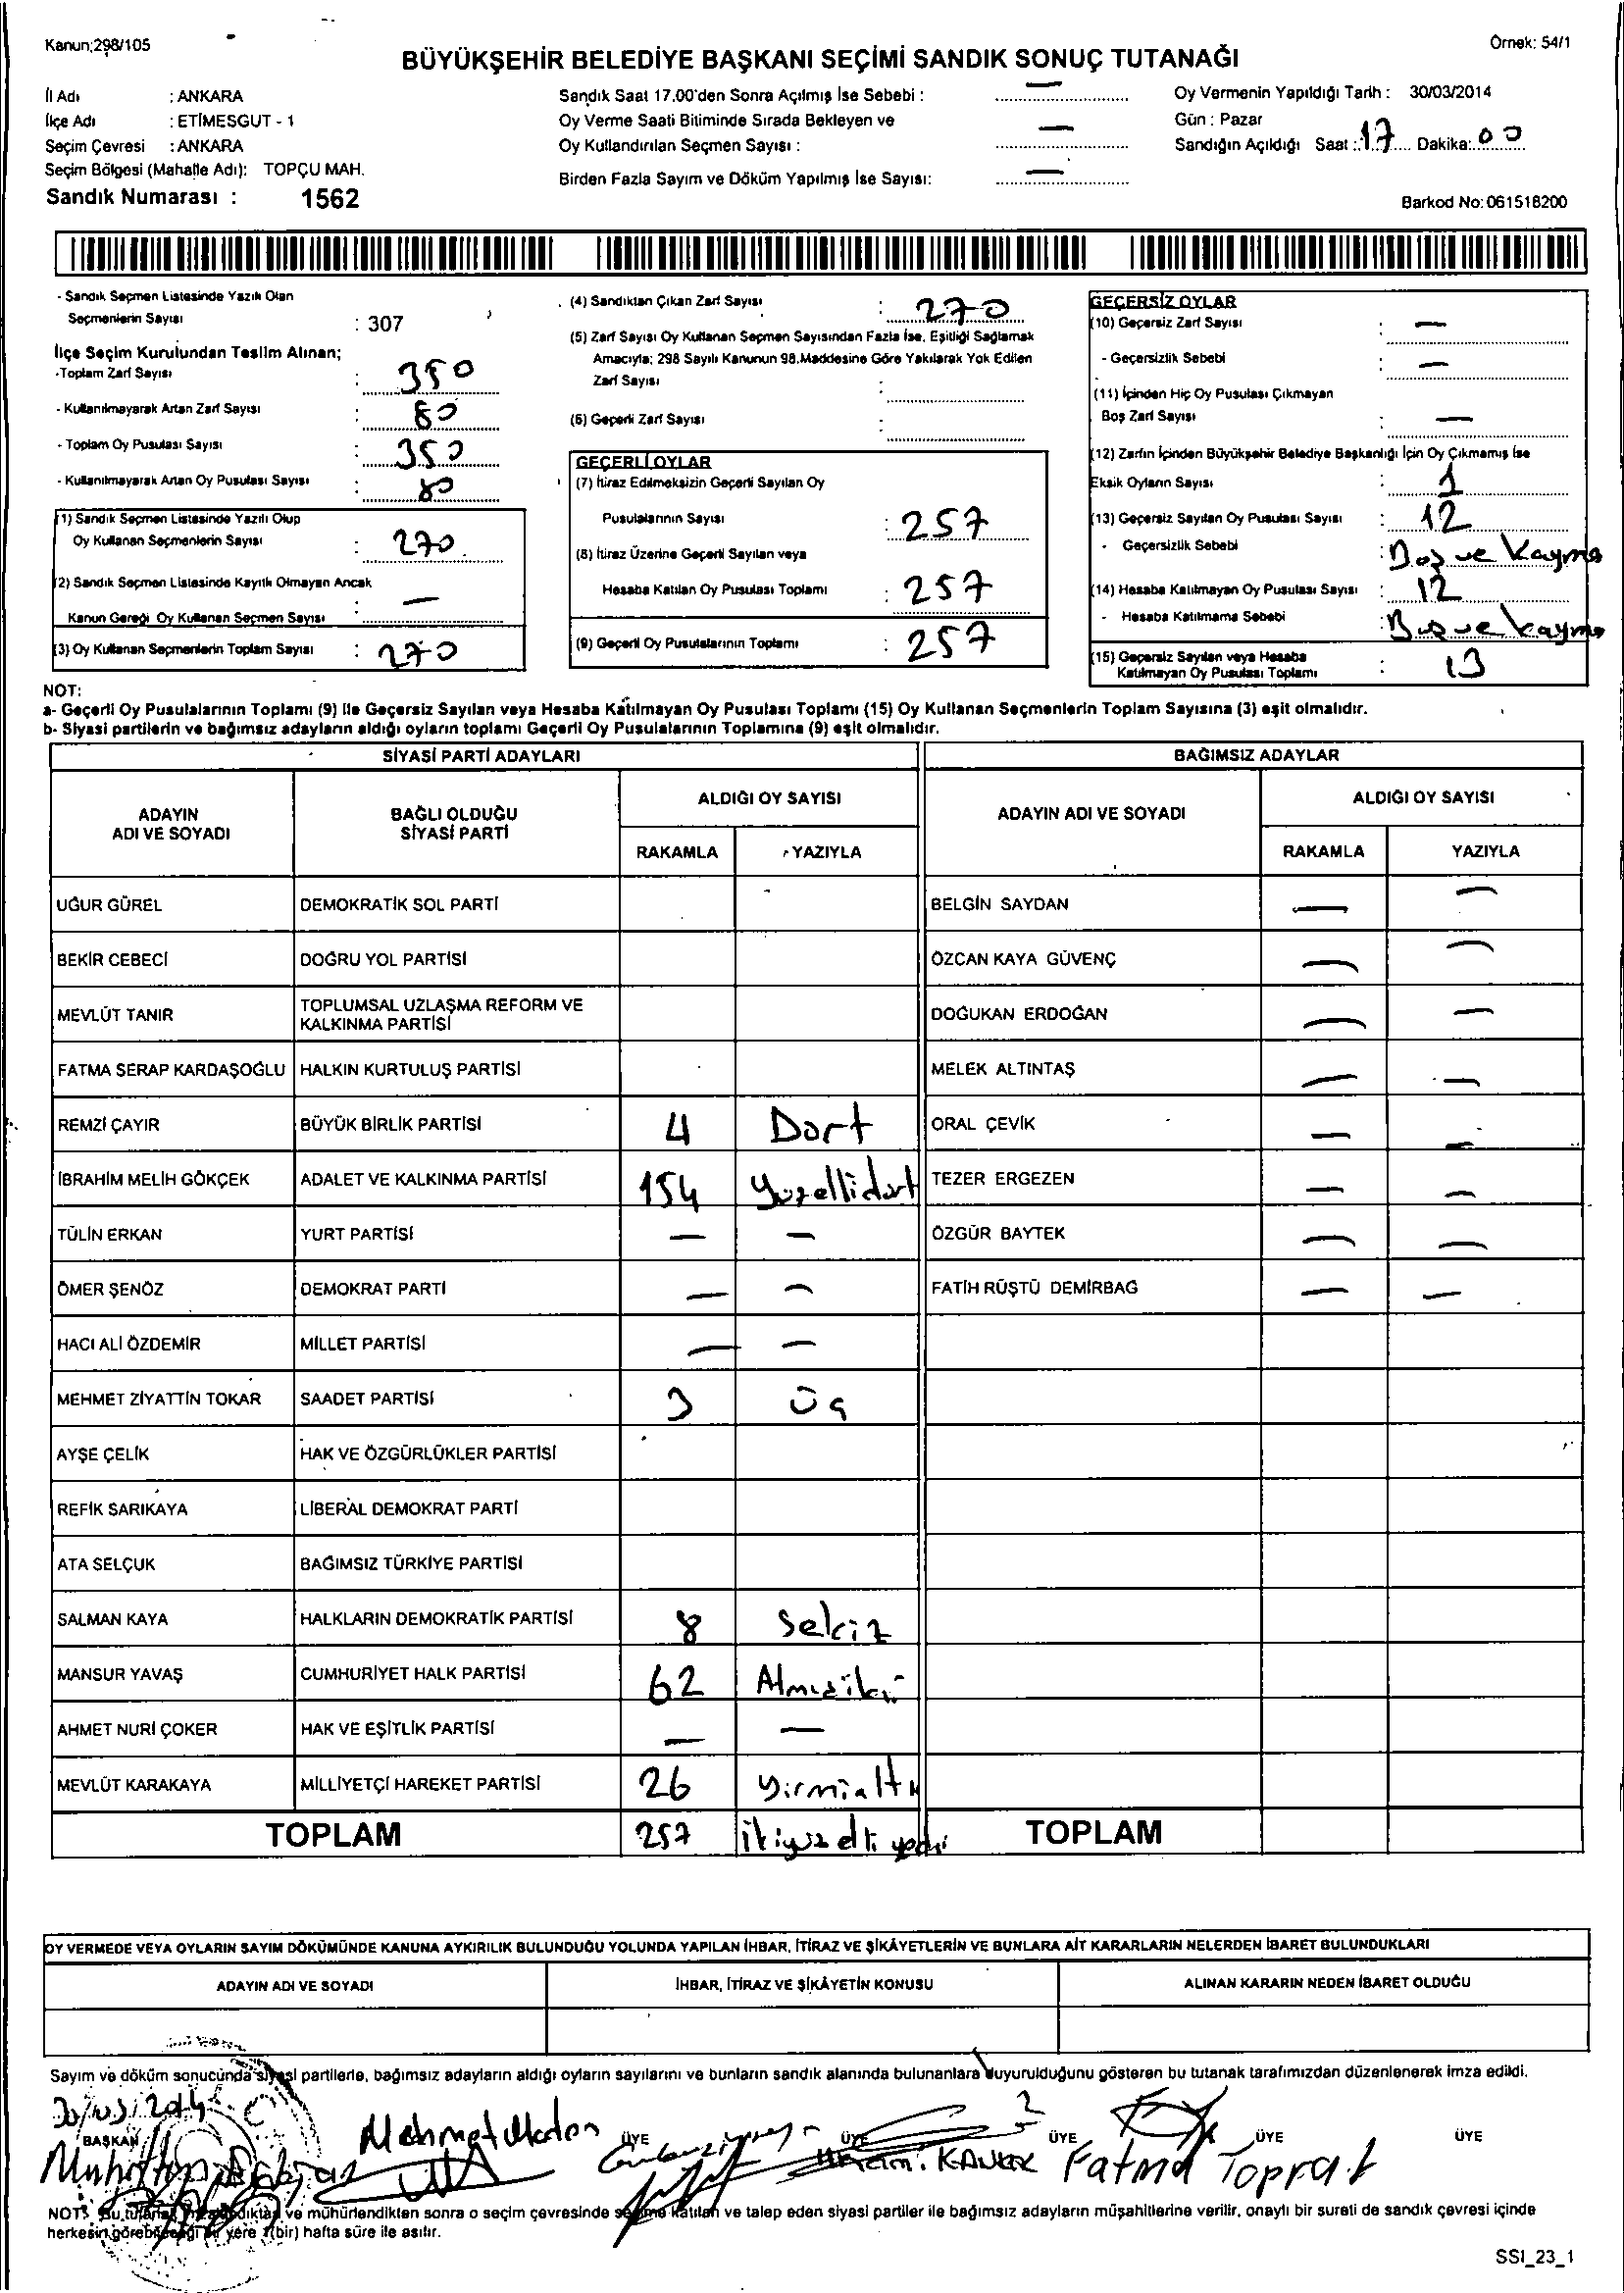 Kanun;298/105
Örnek: 54/1
BÜYÜKŞEHİR BELEDİYE BAŞKANI SEÇİMİ SANDIK SONUÇ TUTANAĞI
İl Adı : ANKARA
İlçe Adı : ETİMESGUT - 1
Seçim Çevresi : ANKARA
Seçim Bölgesi (Mahalle Adı): TOPÇU MAH.
Sandık Numarası : 1562
Sandık Saat 17.00'den Sonra Açılmış İse Sebebi : —
Oy Verme Saati Bitiminde Sırada Bekleyen ve
Oy Kullandırılan Seçmen Sayısı : —
Birden Fazla Sayım ve Döküm Yapılmış İse Sayısı: —
Oy Vermenin Yapıldığı Tarih : 30/03/2014
Gün : Pazar
Sandığın Açıldığı Saat : 17 Dakika: 00
Barkod No: 061518200
- Sandık Seçmen Listesinde Yazılı Olan
Seçmenlerin Sayısı : 307
İlçe Seçim Kurulundan Teslim Alınan;
-Toplam Zarf Sayısı : 350
- Kullanılmayarak Artan Zarf Sayısı : 80
- Toplam Oy Pusulası Sayısı : 350
- Kullanılmayarak Artan Oy Pusulası Sayısı : 80
(1) Sandık Seçmen Listesinde Yazılı Olup
Oy Kullanan Seçmenlerin Sayısı : 270
(2) Sandık Seçmen Listesinde Kayıtlı Olmayan Ancak
Kanun Gereği Oy Kullanan Seçmen Sayısı : —
(3) Oy Kullanan Seçmenlerin Toplam Sayısı : 270
(4) Sandıktan Çıkan Zarf Sayısı : 270
(5) Zarf Sayısı Oy Kullanan Seçmen Sayısından Fazla İse, Eşitliği Sağlamak
Amacıyla; 298 Sayılı Kanunun 98.Maddesine Göre Yakılarak Yok Edilen
Zarf Sayısı :
(6) Geçerli Zarf Sayısı :
GEÇERLİ OYLAR
(7) İtiraz Edilmeksizin Geçerli Sayılan Oy
Pusulalarının Sayısı : 257
(8) İtiraz Üzerine Geçerli Sayılan veya
Hesaba Katılan Oy Pusulası Toplamı : 257
(9) Geçerli Oy Pusulalarının Toplamı : 257
GEÇERSİZ OYLAR
(10) Geçersiz Zarf Sayısı : —
- Geçersizlik Sebebi : —
(11) İçinden Hiç Oy Pusulası Çıkmayan
Boş Zarf Sayısı : —
(12) Zarfın İçinden Büyükşehir Belediye Başkanlığı İçin Oy Çıkmamış İse
Eksik Oyların Sayısı : 1
(13) Geçersiz Sayılan Oy Pusulası Sayısı : 12
- Geçersizlik Sebebi : Boş ve Kayma
(14) Hesaba Katılmayan Oy Pusulası Sayısı : 12
- Hesaba Katılmama Sebebi : Boş ve kayma
(15) Geçersiz Sayılan veya Hesaba
Katılmayan Oy Pusulası Toplamı : 13
NOT:
a- Geçerli Oy Pusulalarının Toplamı (9) ile Geçersiz Sayılan veya Hesaba Katılmayan Oy Pusulası Toplamı (15) Oy Kullanan Seçmenlerin Toplam Sayısına (3) eşit olmalıdır.
b- Siyasi partilerin ve bağımsız adayların aldığı oyların toplamı Geçerli Oy Pusulalarının Toplamına (9) eşit olmalıdır.
SİYASİ PARTİ ADAYLARI
BAĞIMSIZ ADAYLAR
ADAYIN ADI VE SOYADI
BAĞLI OLDUĞU SİYASİ PARTİ
ALDIĞI OY SAYISI
RAKAMLA YAZIYLA
ADAYIN ADI VE SOYADI
ALDIĞI OY SAYISI
RAKAMLA YAZIYLA
UĞUR GÜREL DEMOKRATİK SOL PARTİ BELGİN SAYDAN — —
BEKİR CEBECİ DOĞRU YOL PARTİSİ ÖZCAN KAYA GÜVENÇ — —
MEVLÜT TANIR TOPLUMSAL UZLAŞMA REFORM VE KALKINMA PARTİSİ DOĞUKAN ERDOĞAN — —
FATMA SERAP KARDAŞOĞLU HALKIN KURTULUŞ PARTİSİ MELEK ALTINTAŞ — —
REMZİ ÇAYIR BÜYÜK BİRLİK PARTİSİ 4 Dört ORAL ÇEVİK — —
İBRAHİM MELİH GÖKÇEK ADALET VE KALKINMA PARTİSİ 154 Yüzellidört TEZER ERGEZEN — —
TÜLİN ERKAN YURT PARTİSİ — — ÖZGÜR BAYTEK — —
ÖMER ŞENÖZ DEMOKRAT PARTİ — — FATİH RÜŞTÜ DEMİRBAĞ — —
HACI ALİ ÖZDEMİR MİLLET PARTİSİ — —
MEHMET ZİYATTİN TOKAR SAADET PARTİSİ 3 üç
AYŞE ÇELİK HAK VE ÖZGÜRLÜKLER PARTİSİ
REFİK SARIKAYA LİBERAL DEMOKRAT PARTİ
ATA SELÇUK BAĞIMSIZ TÜRKİYE PARTİSİ
SALMAN KAYA HALKLARIN DEMOKRATİK PARTİSİ 8 Sekiz
MANSUR YAVAŞ CUMHURİYET HALK PARTİSİ 62
AHMET NURİ ÇOKER HAK VE EŞİTLİK PARTİSİ — —
MEVLÜT KARAKAYA MİLLİYETÇİ HAREKET PARTİSİ 26 Yirmialtı
TOPLAM 257 ikiyüzelli yedi TOPLAM
OY VERMEDE VEYA OYLARIN SAYIM DÖKÜMÜNDE KANUNA AYKIRILIK BULUNDUĞU YOLUNDA YAPILAN İHBAR, İTİRAZ VE ŞİKÂYETLERİN VE BUNLARA AİT KARARLARIN NELERDEN İBARET BULUNDUKLARI
ADAYIN ADI VE SOYADI İHBAR, İTİRAZ VE ŞİKÂYETİN KONUSU ALINAN KARARIN NEDEN İBARET OLDUĞU
Sayım ve döküm sonucunda siyasi partilerle, bağımsız adayların aldığı oyların sayılarını ve bunların sandık alanında bulunanlara duyurulduğunu gösteren bu tutanak tarafımızdan düzenlenerek imza edildi.
30/03/2014
BAŞKAN ÜYE ÜYE ÜYE ÜYE ÜYE
Mehmet Fatma Toprak
NOT: Bu tutanak ve mühürlendikten sonra o seçim çevresinde seçime katılan ve talep eden siyasi partiler ile bağımsız adayların müşahitlerine verilir, onaylı bir sureti de sandık çevresi içinde
herkesin görebileceği bir yere 1(bir) hafta süre ile asılır.
SSI_23_1